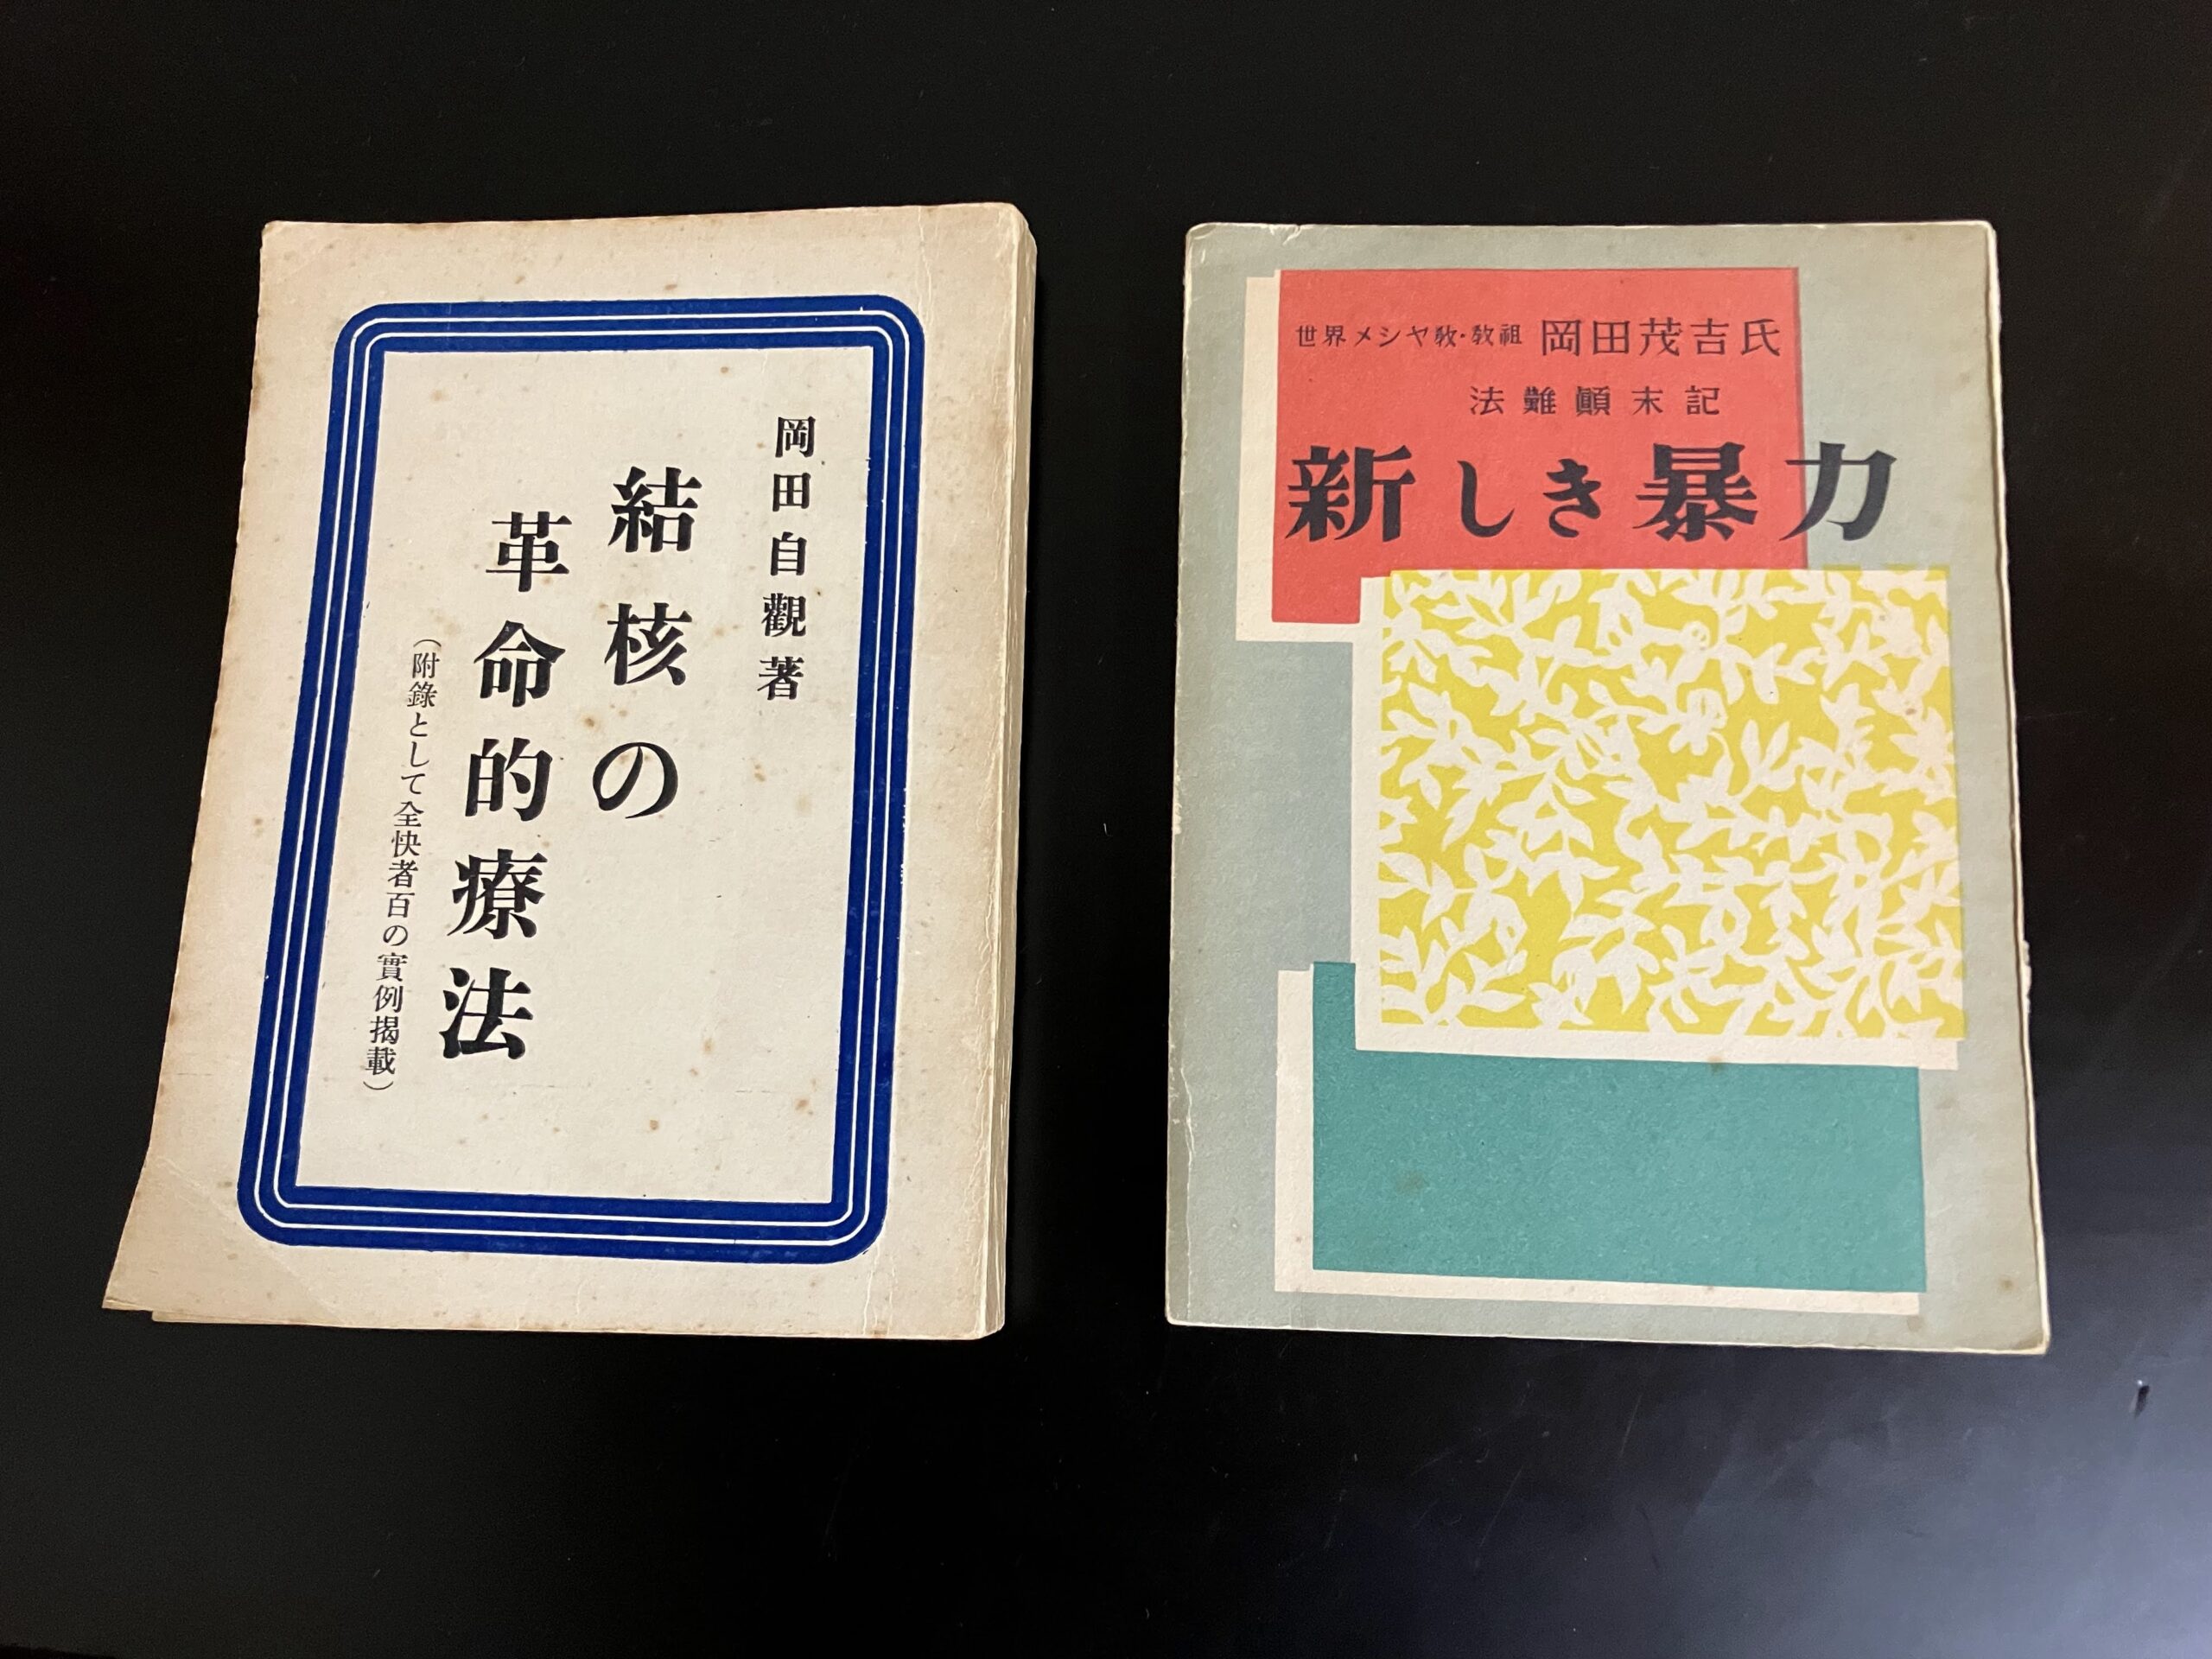 岡田自觀著
結核の
革命的療法
（附錄として全快者百の實例揭載）
世界メシヤ教・教祖 岡田茂吉氏
法難顚末記
新しき暴力